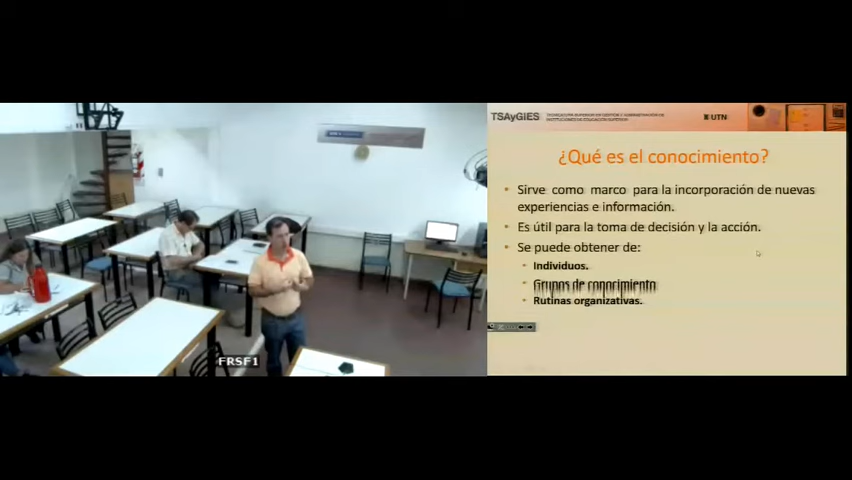 TSAyGIES
UTN
¿Qué es el conocimiento?
Sirve como marco para la incorporación de nuevas
experiencias e información.
Es útil para la toma de decisión y la acción.
Se puede obtener de:
Individuos.
Grupos de conocimiento
Rutinas organizativas.
FRSF1